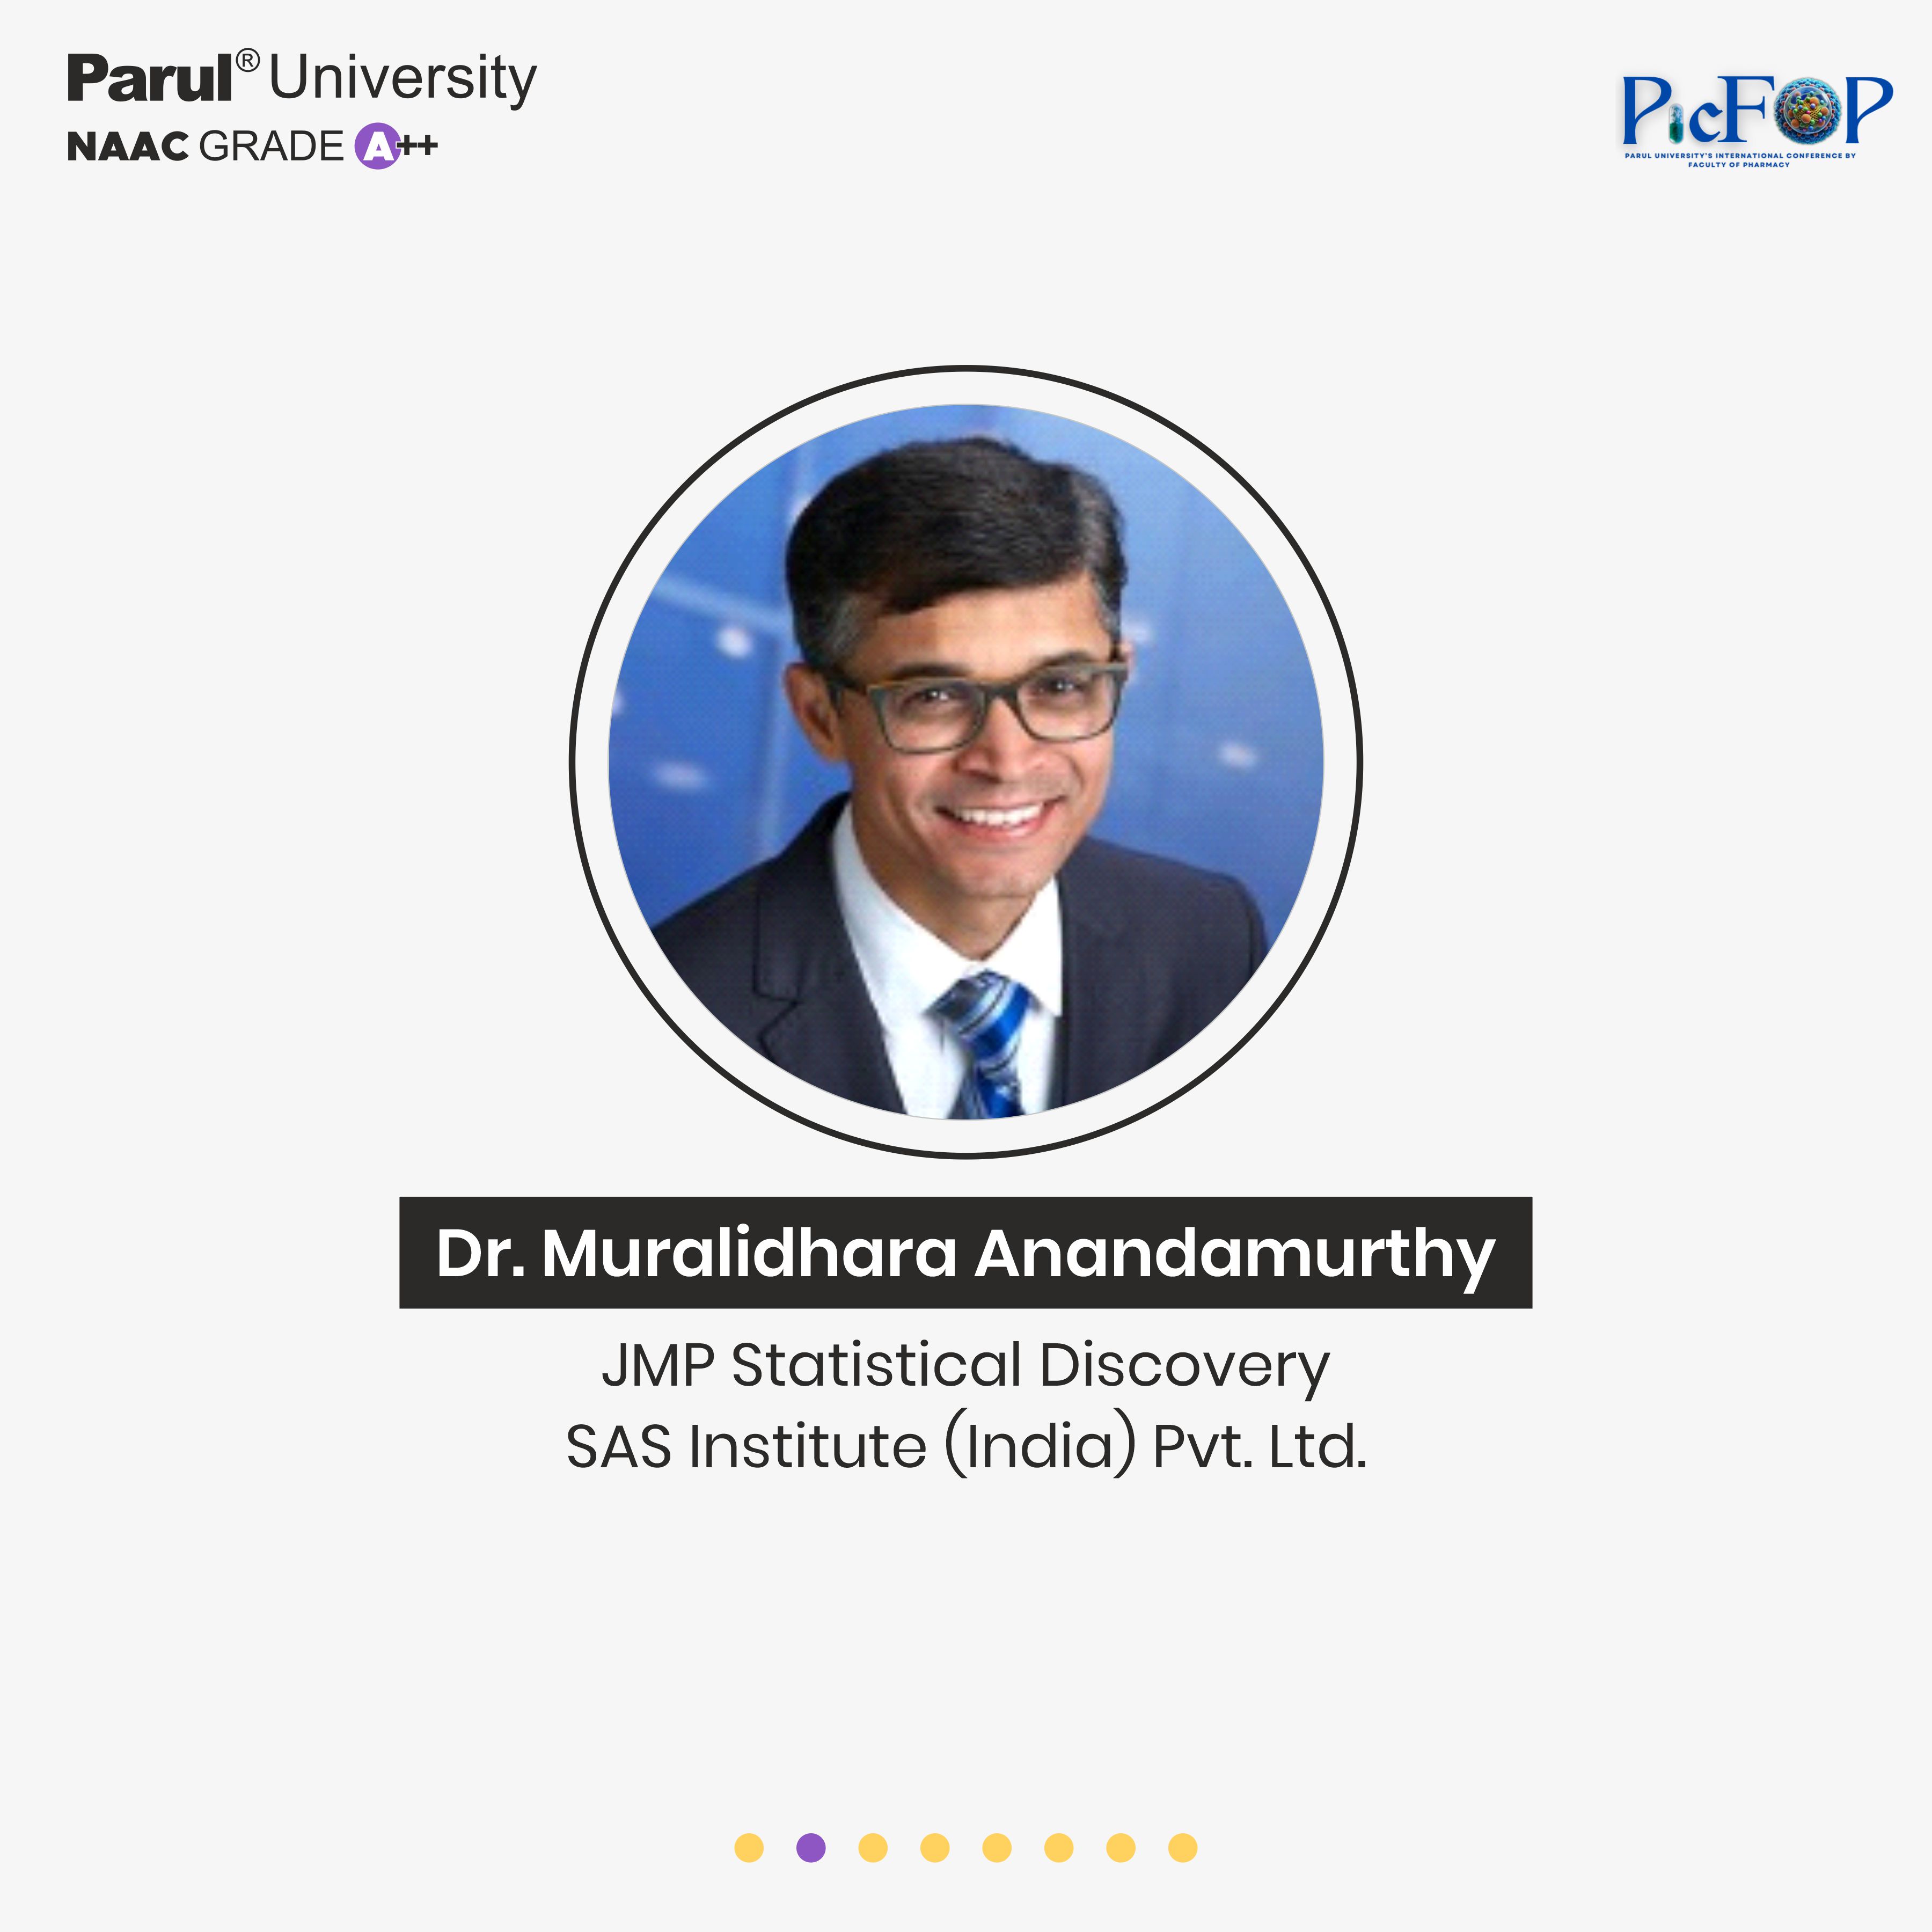 Parul® University
NAAC GRADE A++
PicFOP
PARUL UNIVERSITY'S INTERNATIONAL CONFERENCE BY
FACULTY OF PHARMACY
Dr. Muralidhara Anandamurthy
JMP Statistical Discovery
SAS Institute (India) Pvt. Ltd.